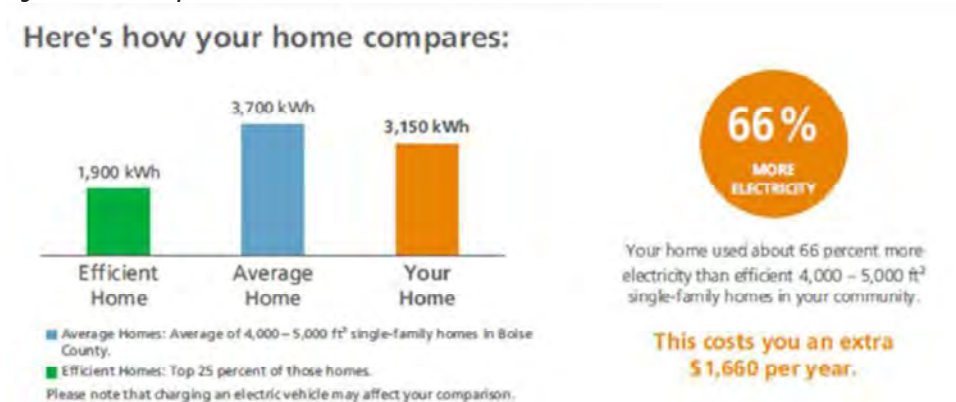 Here's how your home compares:
3,700 kWh
3,150 kWh
1,900 kWh
Efficient
Home
Average
Home
Your
Home
Average Homes: Average of 4,000 – 5,000 ft² single-family homes in Boise
County.
Efficient Homes: Top 25 percent of those homes.
Please note that charging an electric vehicle may affect your comparison.
66%
MORE
ELECTRICITY
Your home used about 66 percent more
electricity than efficient 4,000 – 5,000 ft²
single-family homes in your community.
This costs you an extra
$1,660 per year.